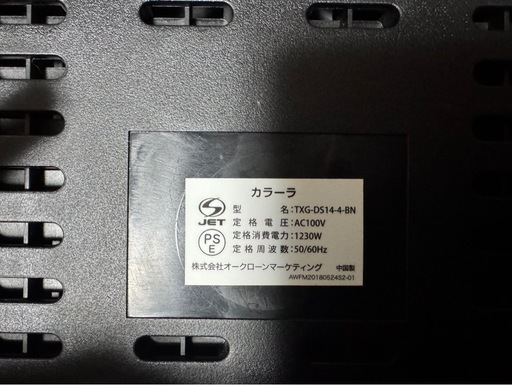 カラーラ
型 名:TXG-DS14-4-BN
定格電圧:AC100V
定格消費電力:1230W
定格周波数:50/60Hz
S
JET
PS
E
株式会社オークローンマーケティング 中国製
AWFM2018052452-01